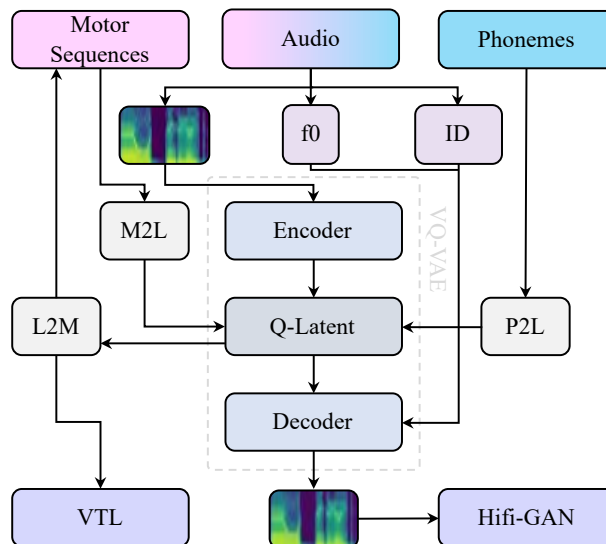 Motor
Sequences
Audio
Phonemes
f0
ID
M2L
Encoder
VQ-VAE
L2M
Q-Latent
P2L
Decoder
VTL
Hifi-GAN